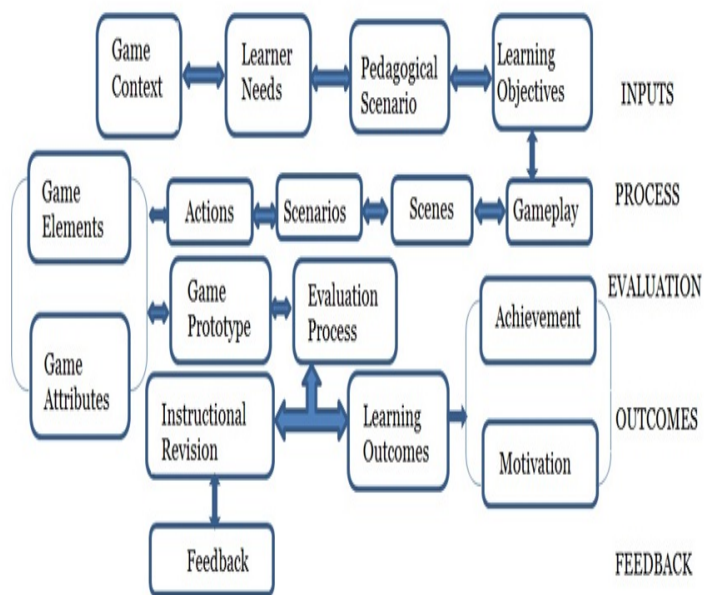 Game
Context
Learner
Needs
Pedagogical
Scenario
Learning
Objectives
INPUTS
Game
Elements
Actions
Scenarios
Scenes
Gameplay
PROCESS
Game
Attributes
Game
Prototype
Evaluation
Process
Achievement
EVALUATION
Instructional
Revision
Learning
Outcomes
Motivation
OUTCOMES
Feedback
FEEDBACK